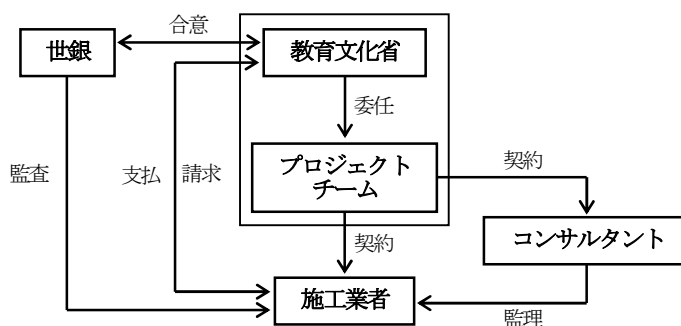 合意
世銀
教育文化省
委任
監査
支払
請求
プロジェクト
チーム
契約
契約
コンサルタント
施工業者
監理